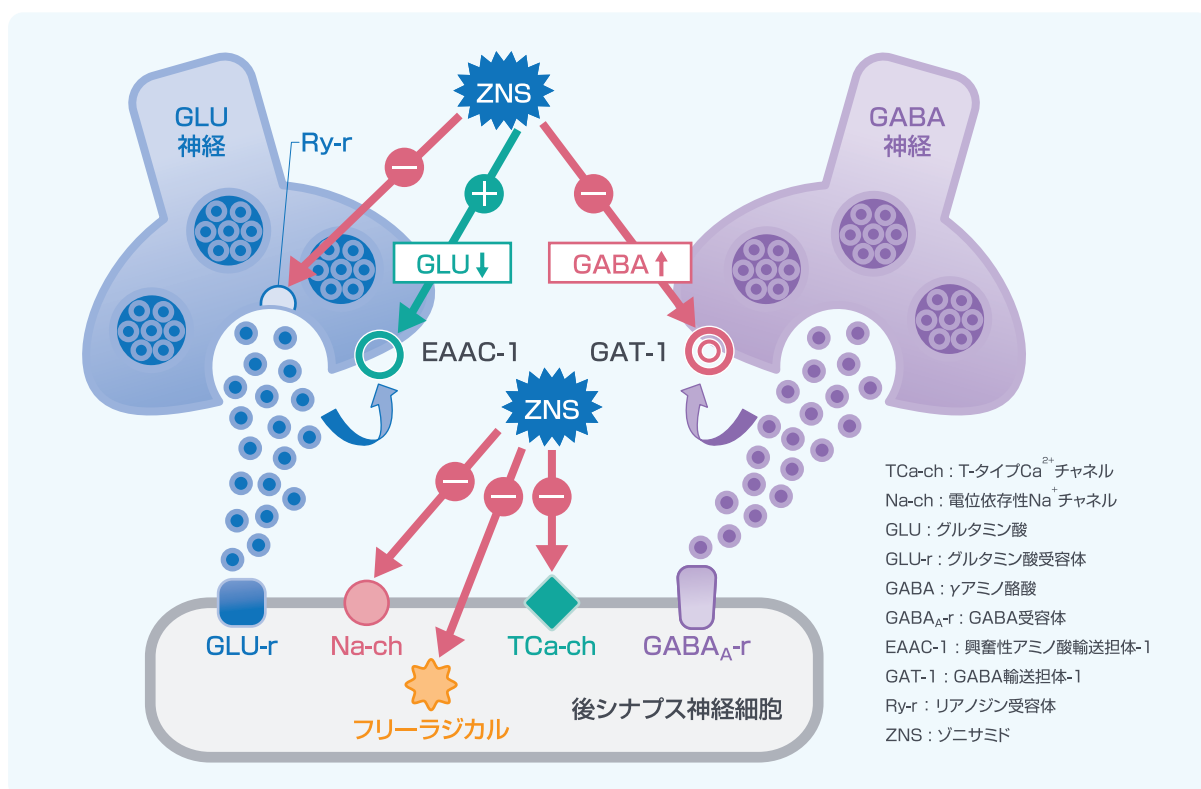 ZNS
GLU
神経
Ry-r
GABA
神経
GLU↓
GABA↑
EAAC-1
GAT-1
ZNS
GLU-r
Na-ch
TCa-ch
GABAA-r
フリーラジカル
後シナプス神経細胞
TCa-ch : T-タイプCa2+チャネル
Na-ch : 電位依存性Na+チャネル
GLU : グルタミン酸
GLU-r : グルタミン酸受容体
GABA : γアミノ酪酸
GABAA-r : GABA受容体
EAAC-1 : 興奮性アミノ酸輸送担体-1
GAT-1 : GABA輸送担体-1
Ry-r : リアノジン受容体
ZNS : ゾニサミド